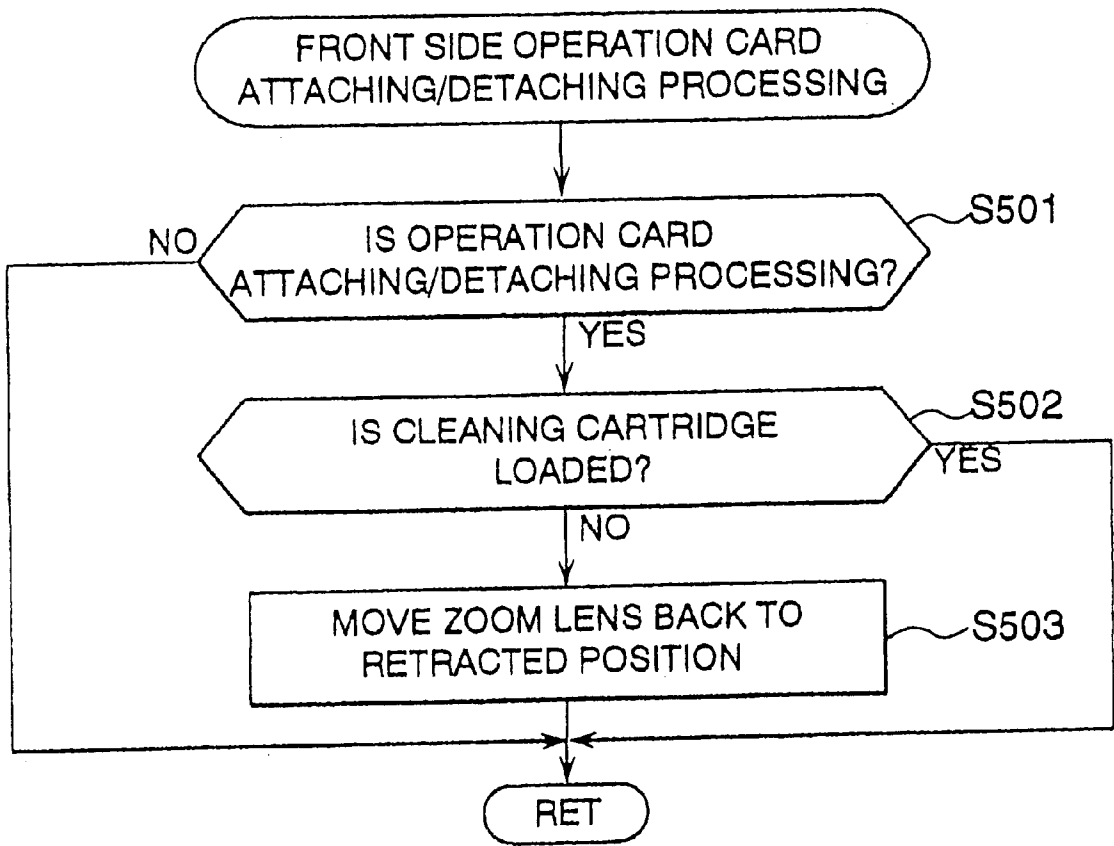 FRONT SIDE OPERATION CARD
ATTACHING/DETACHING PROCESSING
S501
NO
IS OPERATION CARD
ATTACHING/DETACHING PROCESSING?
YES
S502
IS CLEANING CARTRIDGE
LOADED?
YES
NO
MOVE ZOOM LENS BACK TO
RETRACTED POSITION
S503
RET